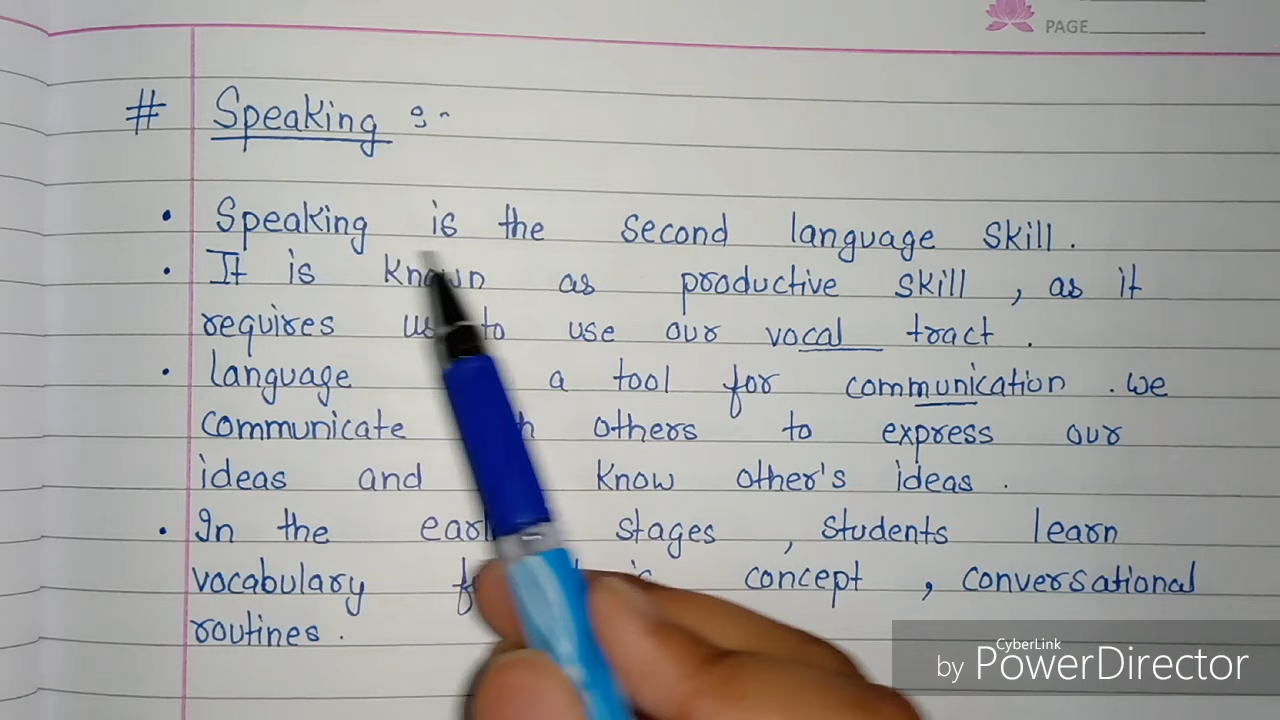 PAGE
# Speaking :-
• Speaking is the second language skill.
• It is known as productive skill, as it
requires us to use our vocal tract.
• language a tool for communication. we
communicate others to express our
ideas and know other's ideas.
• In the stages, students learn
vocabulary concept, conversational
routines.
CyberLink
by PowerDirector